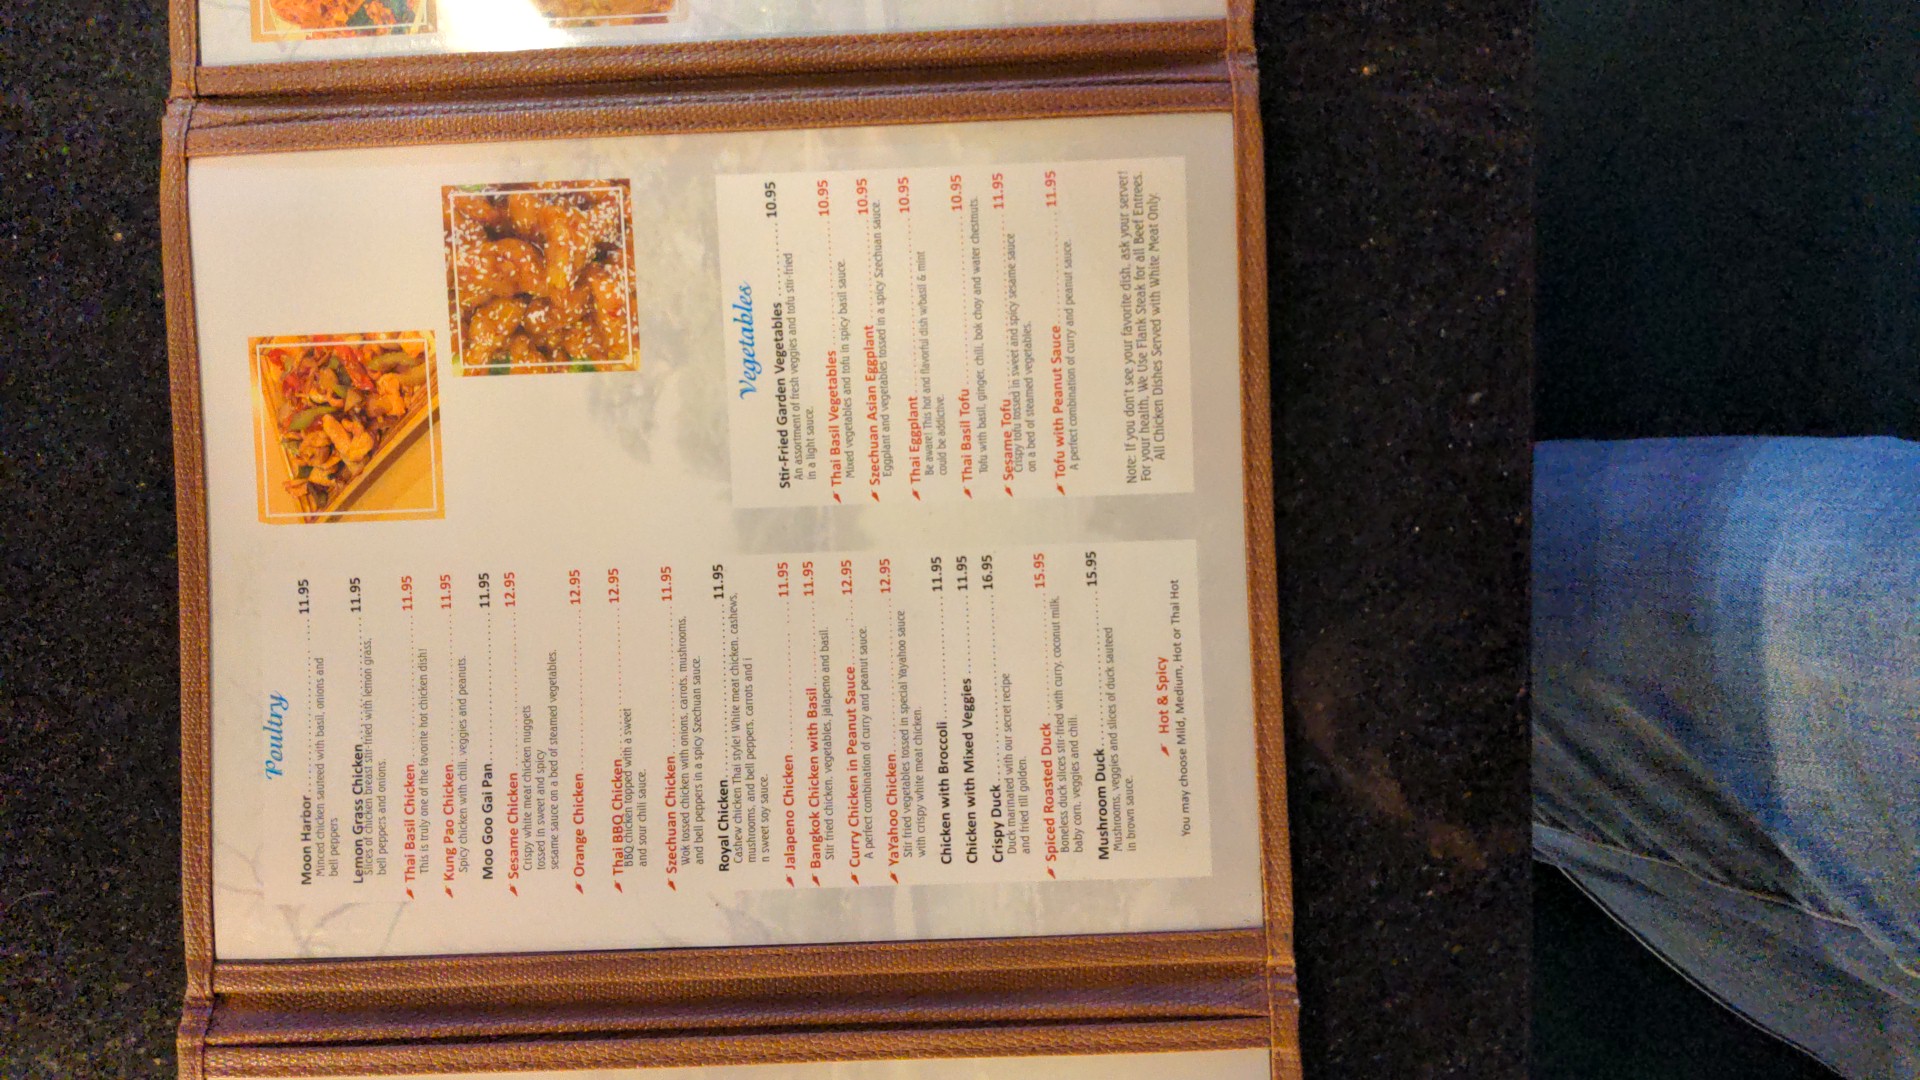 Poultry
Moon Harbor 11.95
Minced chicken sauteed with basil, onions and
bell peppers
Lemon Grass Chicken 11.95
Slices of chicken breast stir-fried with lemon grass,
bell peppers and onions.
Thai Basil Chicken 11.95
This is truly one of the favorite hot chicken dish!
Kung Pao Chicken 11.95
Spicy chicken with chili, veggies and peanuts.
Moo Goo Gai Pan 11.95
Sesame Chicken 12.95
Crispy white meat chicken nuggets
tossed in sweet and spicy
sesame sauce on a bed of steamed vegetables.
Orange Chicken 12.95
Thai BBQ Chicken 12.95
BBQ chicken topped with a sweet
and sour chili sauce.
Szechuan Chicken 11.95
Wok tossed chicken with onions, carrots, mushrooms,
and bell peppers in a spicy Szechuan sauce.
Royal Chicken 11.95
Cashew chicken Thai style! White meat chicken, cashews,
mushrooms, and bell peppers, carrots and i
n sweet soy sauce.
Jalapeno Chicken 11.95
Bangkok Chicken with Basil 11.95
Stir fried chicken, vegetables, jalapeno and basil.
Curry Chicken in Peanut Sauce 12.95
A perfect combination of curry and peanut sauce.
YaYahoo Chicken 12.95
Stir fried vegetables tossed in special Yayahoo sauce
with crispy white meat chicken.
Chicken with Broccoli 11.95
Chicken with Mixed Veggies 11.95
Crispy Duck 16.95
Duck marinated with our secret recipe
and fried till golden.
Spiced Roasted Duck 15.95
Boneless duck slices stir-fried with curry, coconut milk,
baby corn, veggies and chili.
Mushroom Duck 15.95
Mushrooms, veggies and slices of duck sauteed
in brown sauce.
Hot & Spicy
You may choose Mild, Medium, Hot or Thai Hot
Vegetables
Stir-Fried Garden Vegetables 10.95
An assortment of fresh veggies and tofu stir-fried
in a light sauce.
Thai Basil Vegetables 10.95
Mixed vegetables and tofu in spicy basil sauce.
Szechuan Asian Eggplant 10.95
Eggplant and vegetables tossed in a spicy Szechuan sauce.
Thai Eggplant 10.95
Be aware! This hot and flavorful dish w/basil & mint
could be addictive.
Thai Basil Tofu 10.95
Tofu with basil, ginger, chili, bok choy and water chestnuts.
Sesame Tofu 11.95
Crispy tofu tossed in sweet and spicy sesame sauce
on a bed of steamed vegetables.
Tofu with Peanut Sauce 11.95
A perfect combination of curry and peanut sauce.
Note: If you don't see your favorite dish, ask your server!
For your health, We Use Flank Steak for all Beef Entrees.
All Chicken Dishes Served with White Meat Only